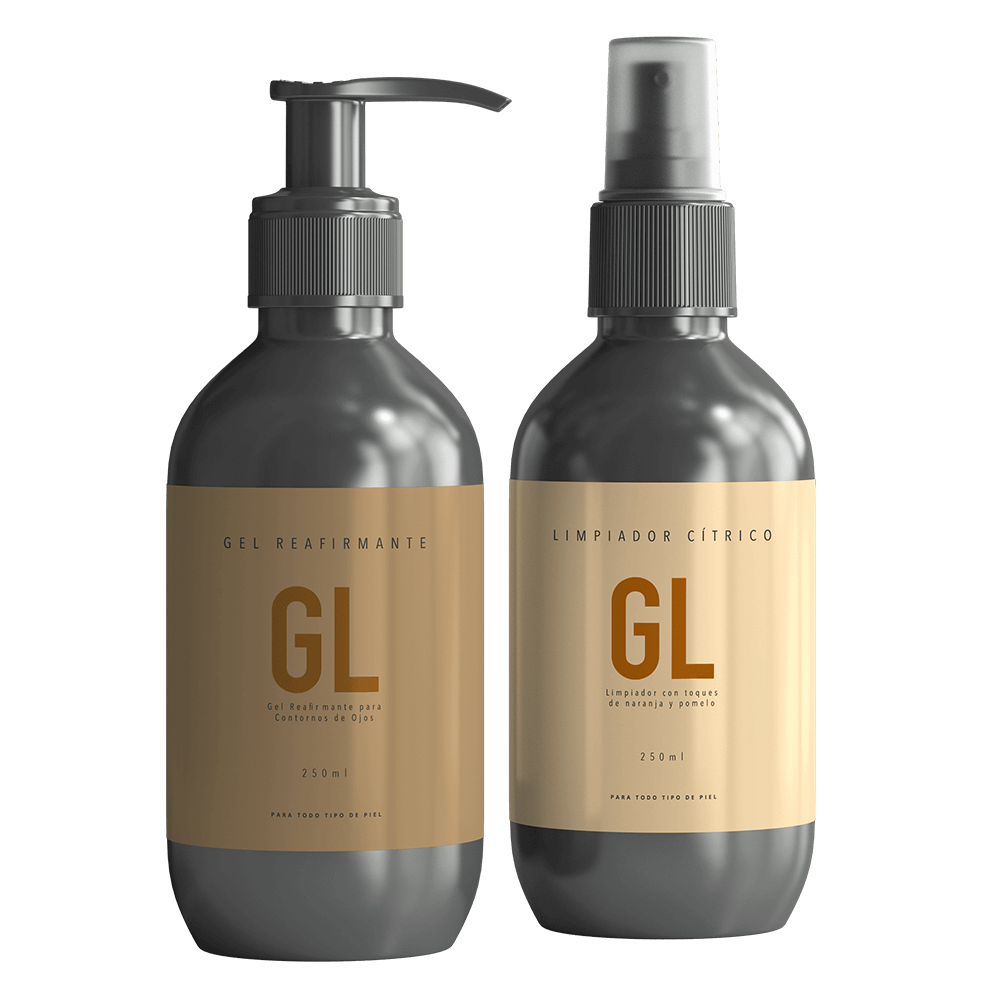 GEL REAFIRMANTE
GL
Gel Reafirmante para
Contornos de Ojos
250ml
PARA TODO TIPO DE PIEL
LIMPIADOR CÍTRICO
GL
Limpiador con toques
de naranja y pomelo
250ml
PARA TODO TIPO DE PIEL